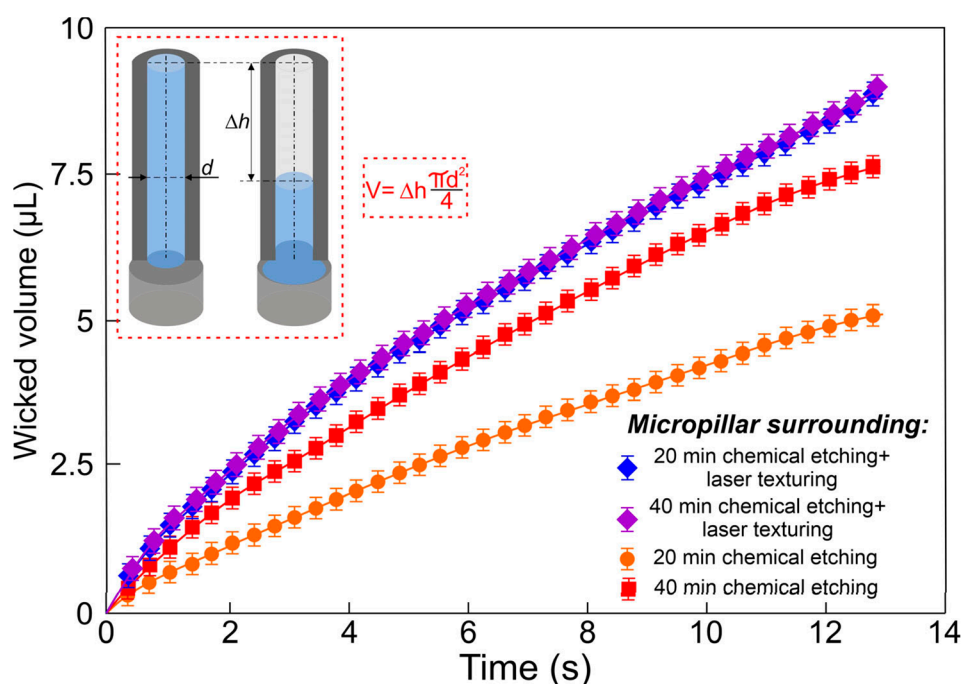 10
7.5
5
2.5
0
Wicked volume (μL)
Δh
d
V= Δh πd²/4
Micropillar surrounding:
20 min chemical etching+
laser texturing
40 min chemical etching+
laser texturing
20 min chemical etching
40 min chemical etching
0 2 4 6 8 10 12 14
Time (s)